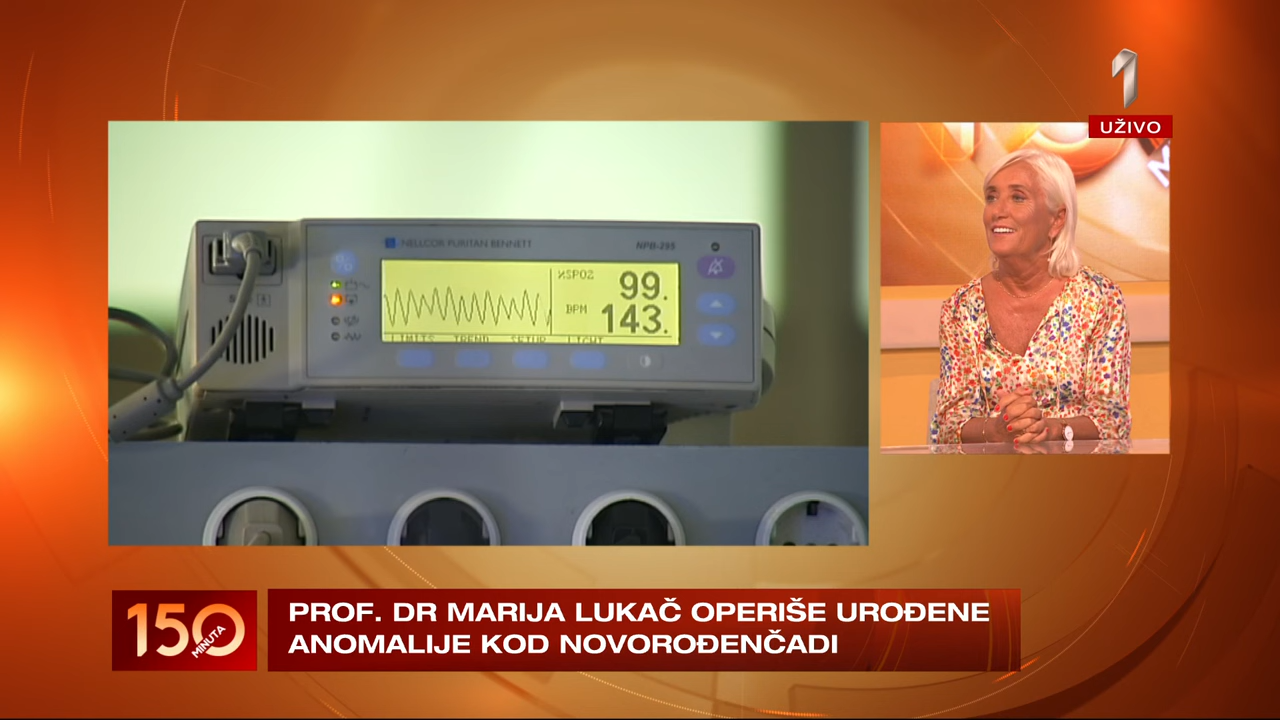 1
UŽIVO
NELLCOR PURITAN BENNETT
NPB-295
%SPO2
99.
BPM
143.
LIMITS TREND SETUP LIGHT
150
MINUTA
PROF. DR MARIJA LUKAČ OPERIŠE UROĐENE
ANOMALIJE KOD NOVOROĐENČADI